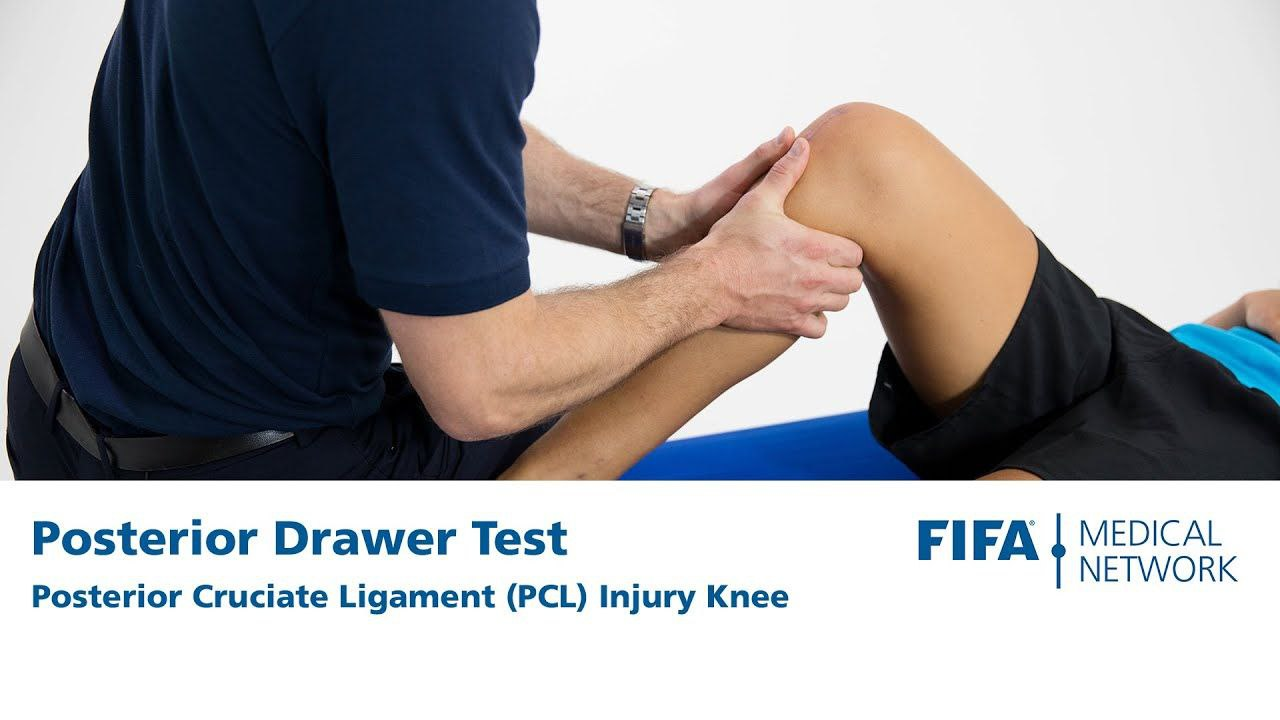 Posterior Drawer Test
Posterior Cruciate Ligament (PCL) Injury Knee
FIFA®
MEDICAL
NETWORK